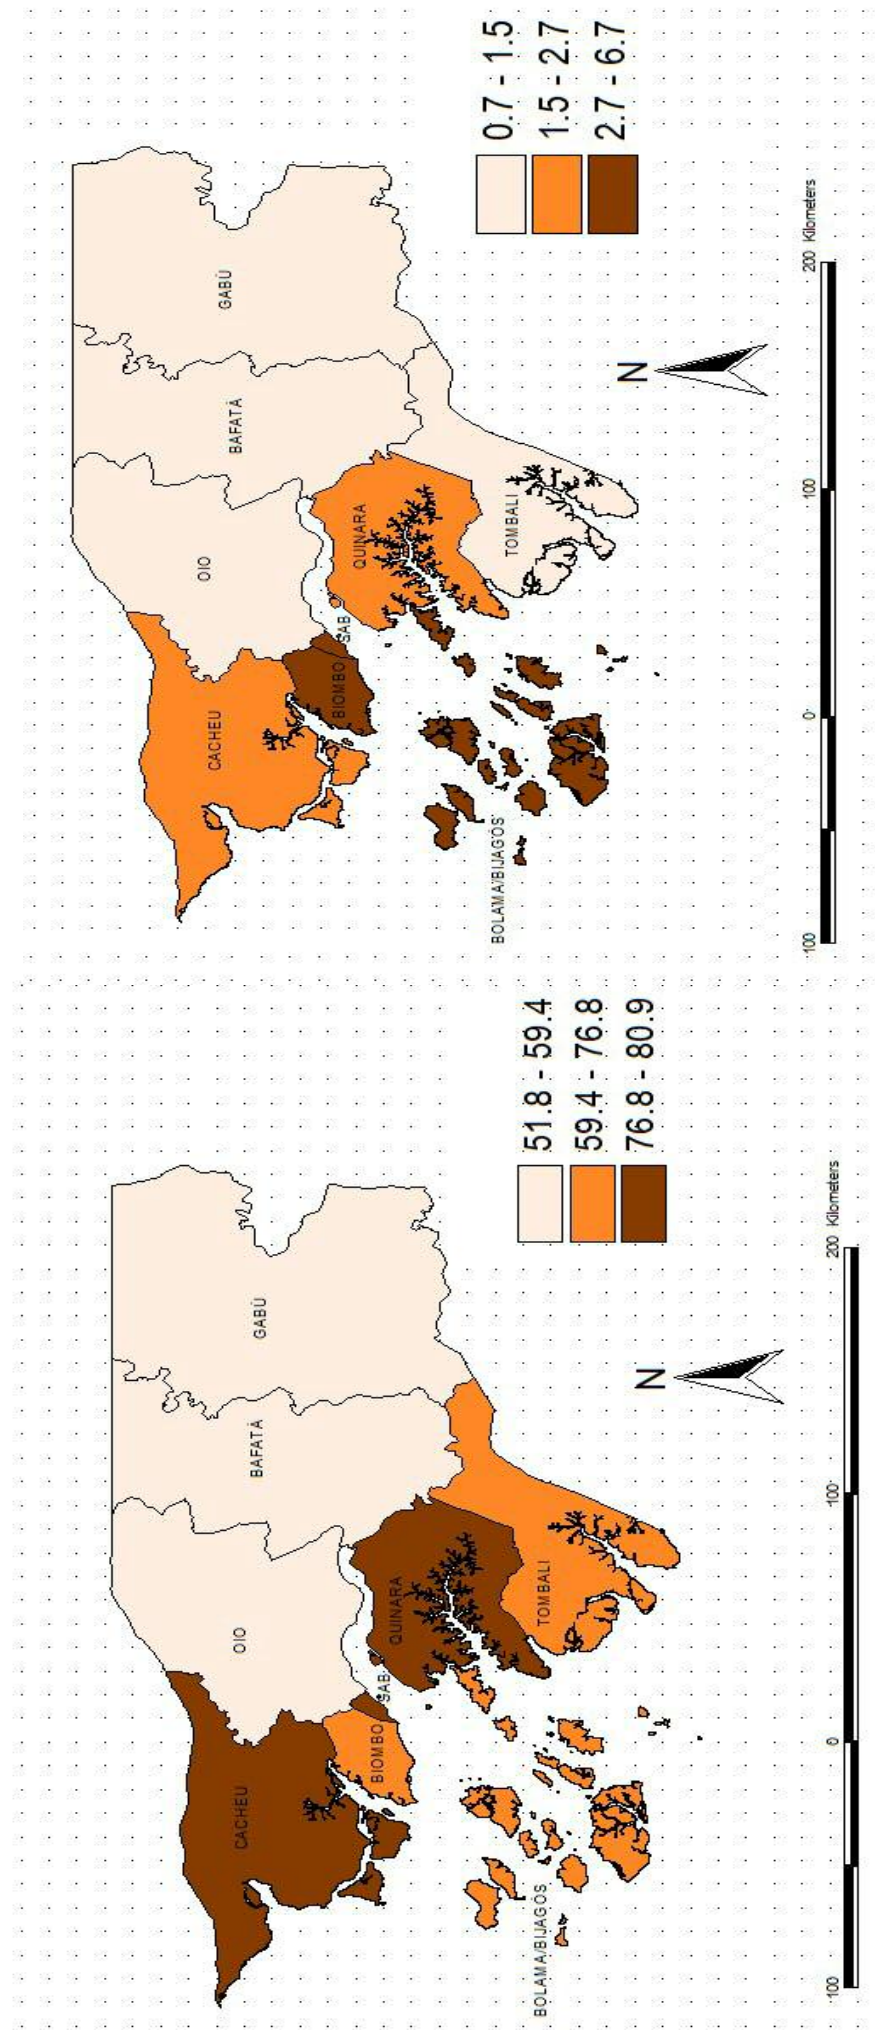 GABÙ
BAFATÁ
OIO
CACHEU
BIOMBO
SAB
QUINARA
TOMBALI
BOLAMA/BIJAGÓS
0.7 - 1.5
1.5 - 2.7
2.7 - 6.7
N
100
0
100
200 Kilometers
GABÙ
BAFATÁ
OIO
CACHEU
BIOMBO
SAB
QUINARA
TOMBALI
BOLAMA/BIJAGÓS
51.8 - 59.4
59.4 - 76.8
76.8 - 80.9
N
100
0
100
200 Kilometers